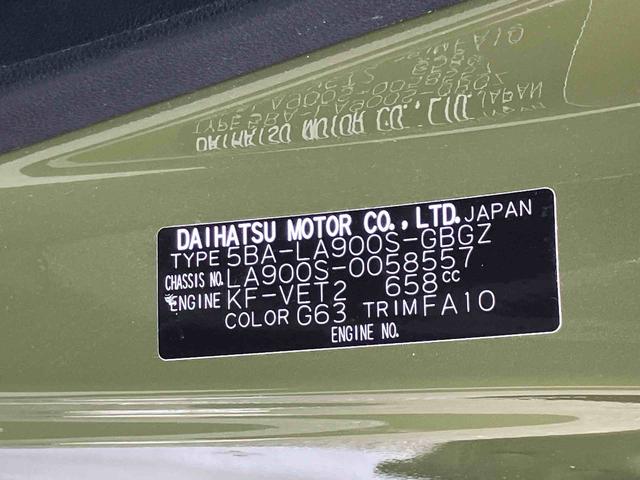 DAIHATSU MOTOR CO., LTD. JAPAN
TYPE 5BA-LA900S-GBGZ
CHASSIS NO. LA900S-0058557
ENGINE KF-VET2 658cc
COLOR G63 TRIM FA10
ENGINE NO.